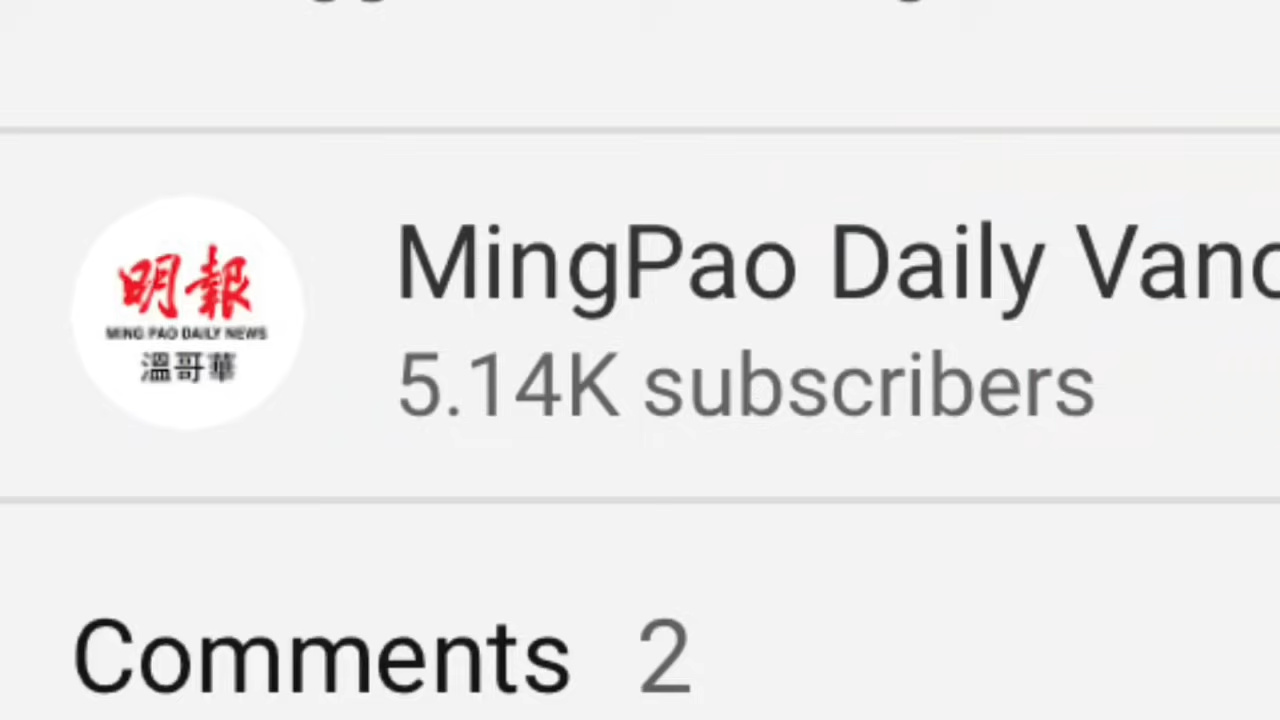 明報
MING PAO DAILY NEWS
溫哥華
MingPao Daily Vanc
5.14K subscribers
Comments 2